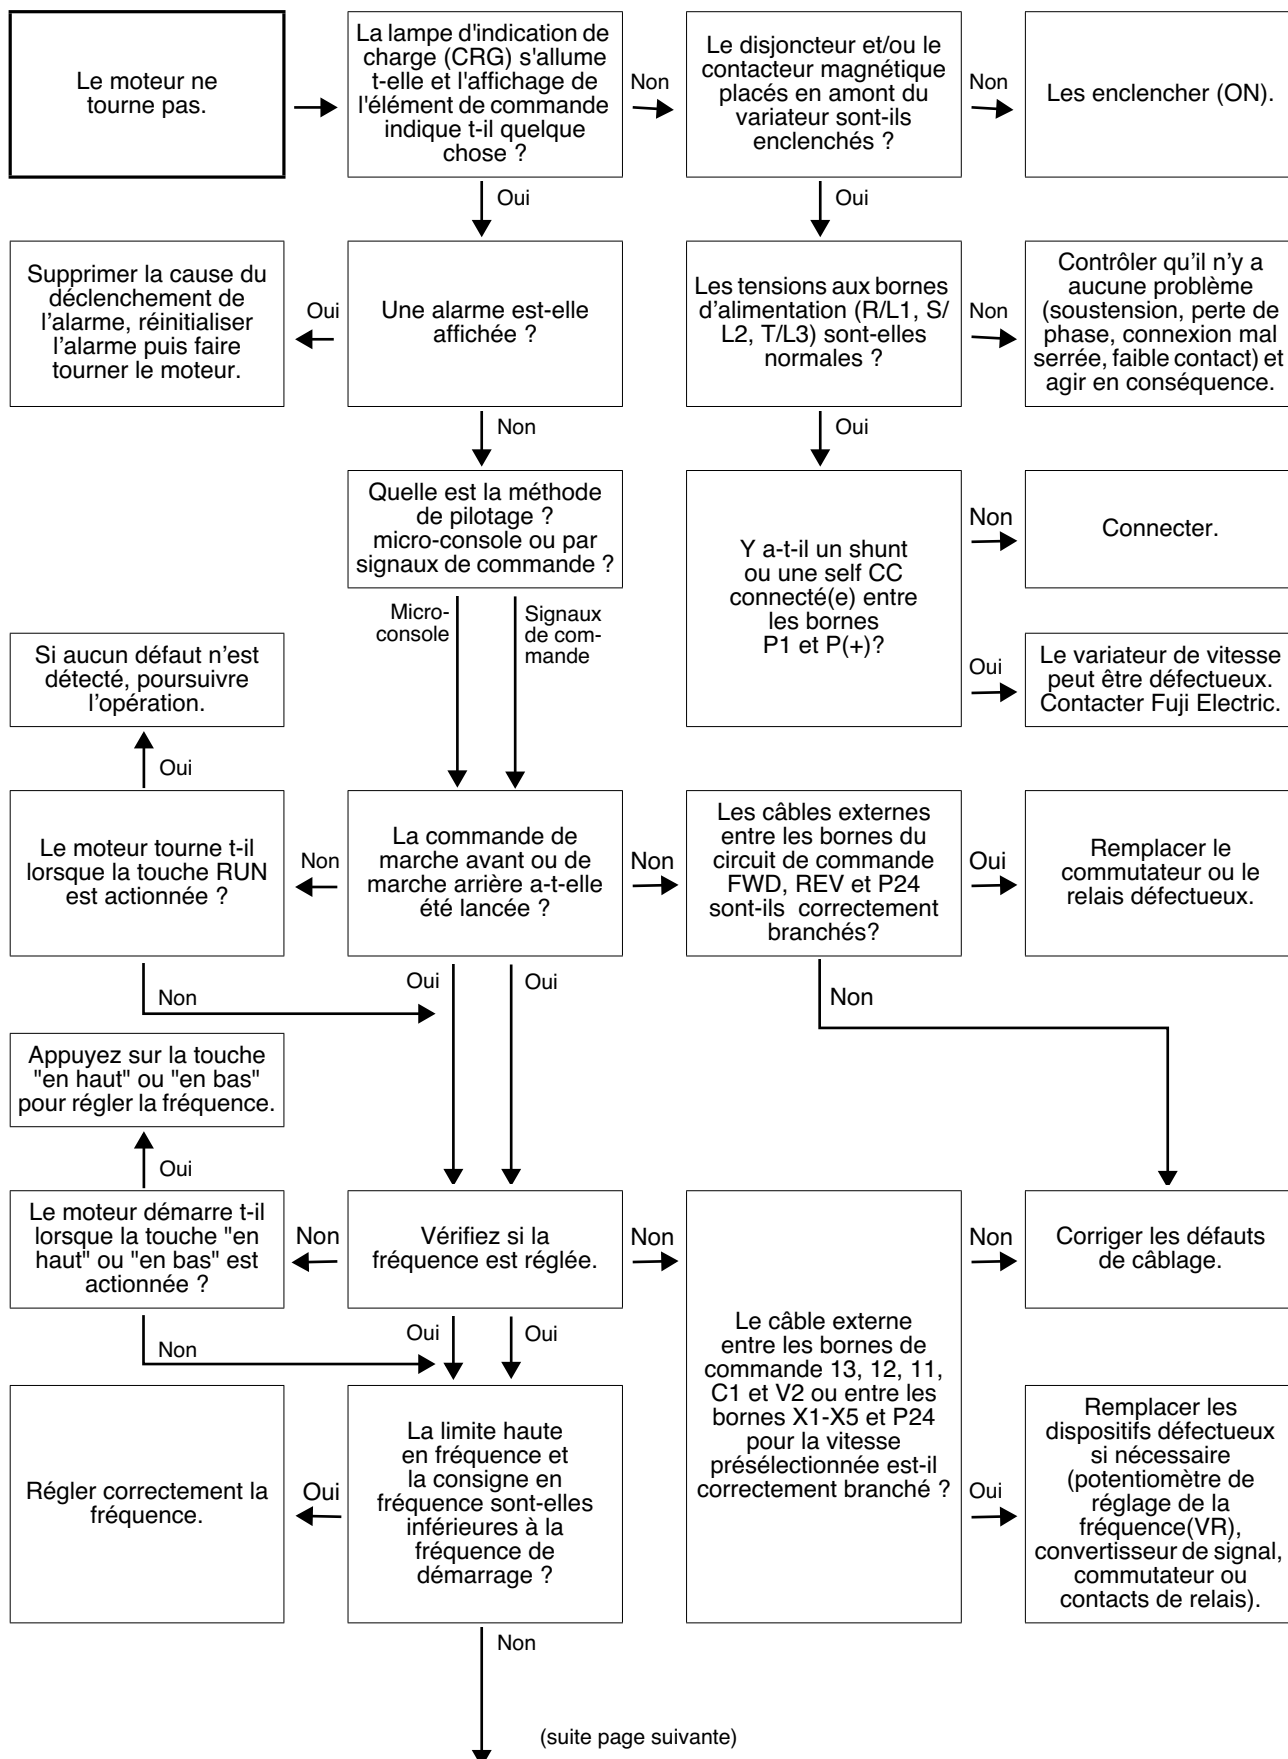 Le moteur ne
tourne pas.
La lampe d'indication de
charge (CRG) s'allume
t-elle et l'affichage de
l'élément de commande
indique t-il quelque
chose ?
Non
Le disjoncteur et/ou le
contacteur magnétique
placés en amont du
variateur sont-ils
enclenchés ?
Non
Les enclencher (ON).
Oui
Oui
Supprimer la cause du
déclenchement de
l'alarme, réinitialiser
l'alarme puis faire
tourner le moteur.
Oui
Une alarme est-elle
affichée ?
Les tensions aux bornes
d'alimentation (R/L1, S/
L2, T/L3) sont-elles
normales ?
Non
Contrôler qu'il n'y a
aucune problème
(soustension, perte de
phase, connexion mal
serrée, faible contact) et
agir en conséquence.
Non
Oui
Quelle est la méthode
de pilotage ?
micro-console ou par
signaux de commande ?
Y a-t-il un shunt
ou une self CC
connecté(e) entre
les bornes
P1 et P(+)?
Non
Connecter.
Oui
Le variateur de vitesse
peut être défectueux.
Contacter Fuji Electric.
Micro-
console
Signaux
de com-
mande
Si aucun défaut n'est
détecté, poursuivre
l'opération.
Oui
Le moteur tourne t-il
lorsque la touche RUN
est actionnée ?
Non
La commande de
marche avant ou de
marche arrière a-t-elle
été lancée ?
Non
Les câbles externes
entre les bornes du
circuit de commande
FWD, REV et P24
sont-ils correctement
branchés?
Oui
Remplacer le
commutateur ou le
relais défectueux.
Non
Oui
Oui
Non
Appuyez sur la touche
"en haut" ou "en bas"
pour régler la fréquence.
Oui
Le moteur démarre t-il
lorsque la touche "en
haut" ou "en bas" est
actionnée ?
Non
Vérifiez si la
fréquence est réglée.
Non
Le câble externe
entre les bornes de
commande 13, 12, 11,
C1 et V2 ou entre les
bornes X1-X5 et P24
pour la vitesse
présélectionnée est-il
correctement branché ?
Non
Corriger les défauts
de câblage.
Non
Oui
Oui
Régler correctement la
fréquence.
Oui
La limite haute
en fréquence et
la consigne en
fréquence sont-elles
inférieures à la
fréquence de
démarrage ?
Oui
Remplacer les
dispositifs défectueux
si nécessaire
(potentiomètre de
réglage de la
fréquence(VR),
convertisseur de signal,
commutateur ou
contacts de relais).
Non
(suite page suivante)